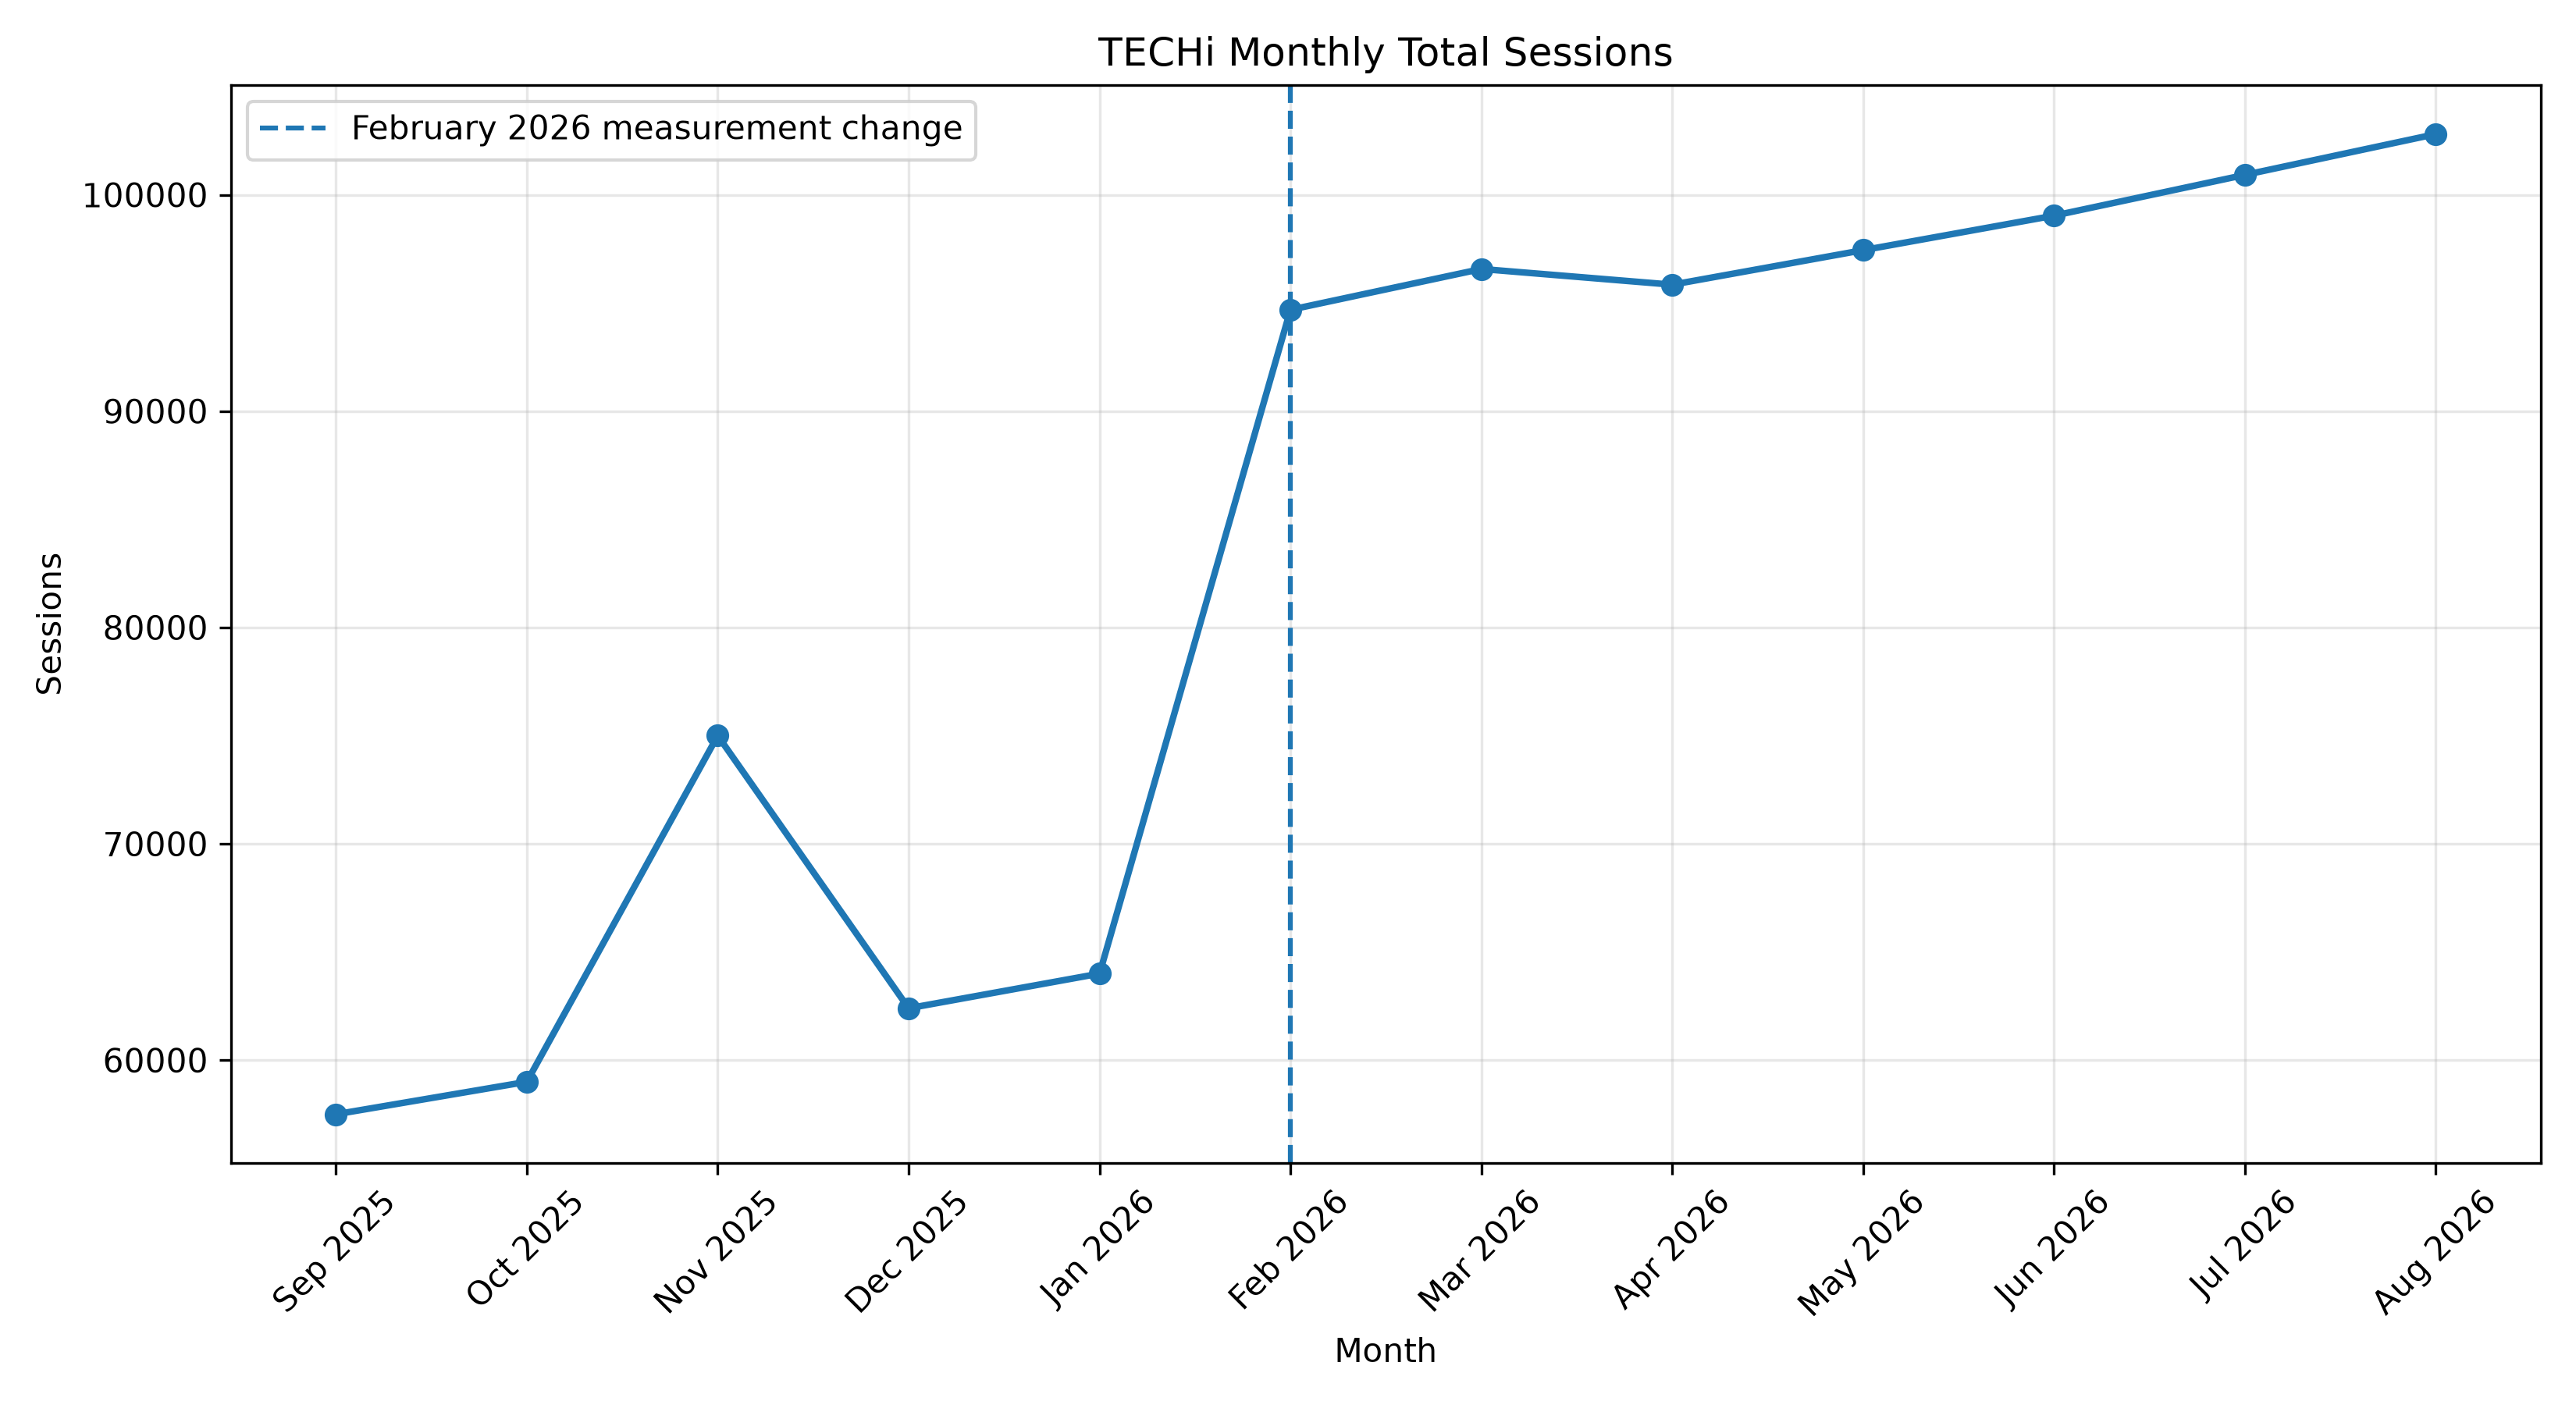 TECHi Monthly Total Sessions
February 2026 measurement change
Sessions
100000
90000
80000
70000
60000
Sep 2025
Oct 2025
Nov 2025
Dec 2025
Jan 2026
Feb 2026
Mar 2026
Apr 2026
May 2026
Jun 2026
Jul 2026
Aug 2026
Month